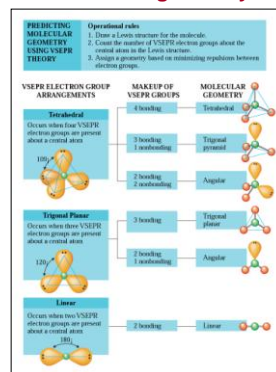 PREDICTING
MOLECULAR
GEOMETRY
USING VSEPR
THEORY
Operational rules
1. Draw a Lewis structure for the molecule.
2. Count the number of VSEPR electron groups about the
central atom in the Lewis structure.
3. Assign a geometry based on minimizing repulsions between
electron groups.
VSEPR ELECTRON GROUP
ARRANGEMENTS
MAKEUP OF
VSEPR GROUPS
MOLECULAR
GEOMETRY
Tetrahedral
Occurs when four VSEPR
electron groups are present
about a central atom
109
4 bonding
Tetrahedral
3 bonding
1 nonbonding
Trigonal
pyramid
2 bonding
2 nonbonding
Angular
Trigonal Planar
Occurs when three VSEPR
electron groups are present
about a central atom
120
3 bonding
Trigonal
planar
2 bonding
1 nonbonding
Angular
Linear
Occurs when two VSEPR
electron groups are present
about a central atom
180
2 bonding
Linear